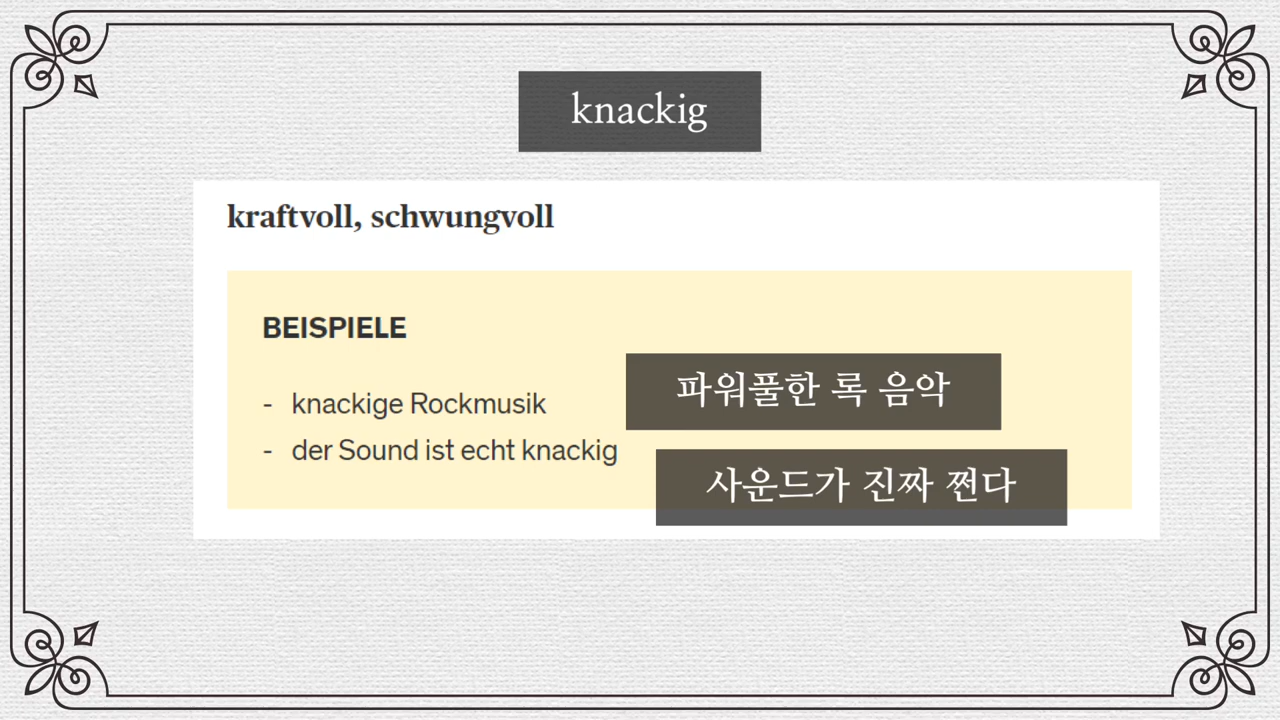 knackig
kraftvoll, schwungvoll
BEISPIELE
- knackige Rockmusik
파워풀한 록 음악
- der Sound ist echt knackig
사운드가 진짜 쩐다